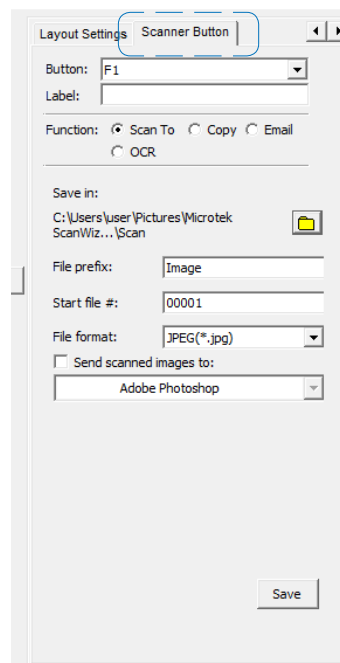 Layout Settings Scanner Button
Button: F1
Label:
Function: Scan To Copy Email
OCR
Save in:
C:\Users\user\Pictures\Microtek
ScanWiz...\Scan
File prefix: Image
Start file #: 00001
File format: JPEG(*.jpg)
Send scanned images to:
Adobe Photoshop
Save